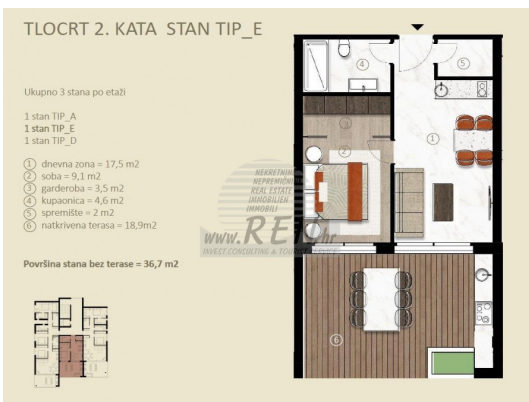 TLOCRT 2. KATA STAN TIP_E
Ukupno 3 stana po etaži
1 stan TIP_A
1 stan TIP_E
1 stan TIP_D
1 dnevna zona = 17,5 m2
2 soba = 9,1 m2
3 garderoba = 3,5 m2
4 kupaonica = 4,6 m2
5 spremište = 2 m2
6 natkrivena terasa = 18,9m2
Površina stana bez terase = 36,7 m2
4
5
3
1
2
6
NEKRETNINE
NEPREMIČNINE
REAL ESTATE
IMMOBILIEN
IMMOBILI
INVEST,CONSULTING & TOURIST SERVICE